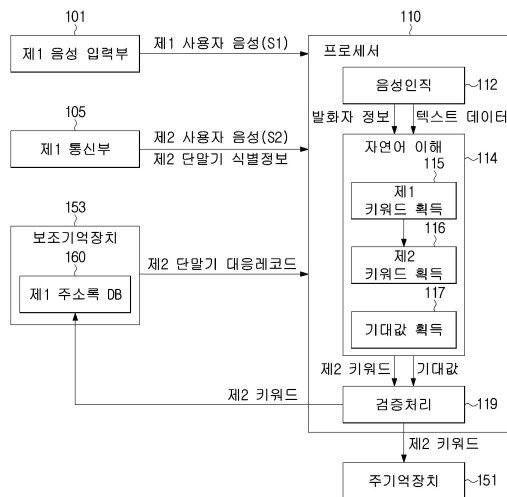 101
제1 음성 입력부
제1 사용자 음성(S1)
110
프로세서
음성인직
112
발화자 정보
텍스트 데이터
105
제1 통신부
제2 사용자 음성(S2)
제2 단말기 식별정보
자연어 이해
114
115
제1
키워드 획득
116
제2
키워드 획득
117
기대값 획득
153
보조기억장치
160
제1 주소록 DB
제2 단말기 대응레코드
제2 키워드
기대값
제2 키워드
검증처리
119
제2 키워드
주기억장치
151